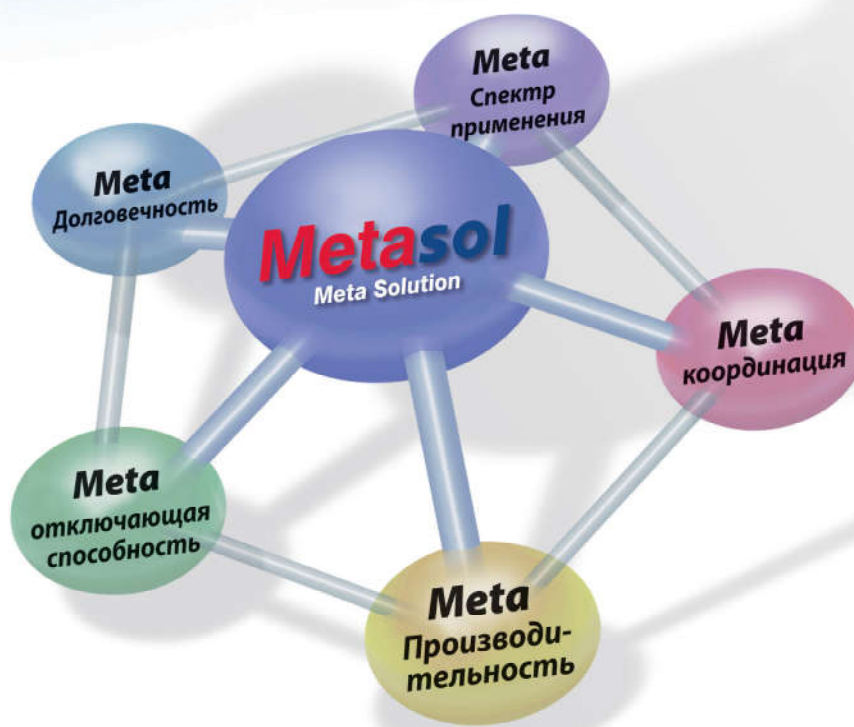 Meta
Спектр
применения
Meta
Долговечность
Metasol
Meta Solution
Meta
координация
Meta
отключающая
способность
Meta
Производи-
тельность